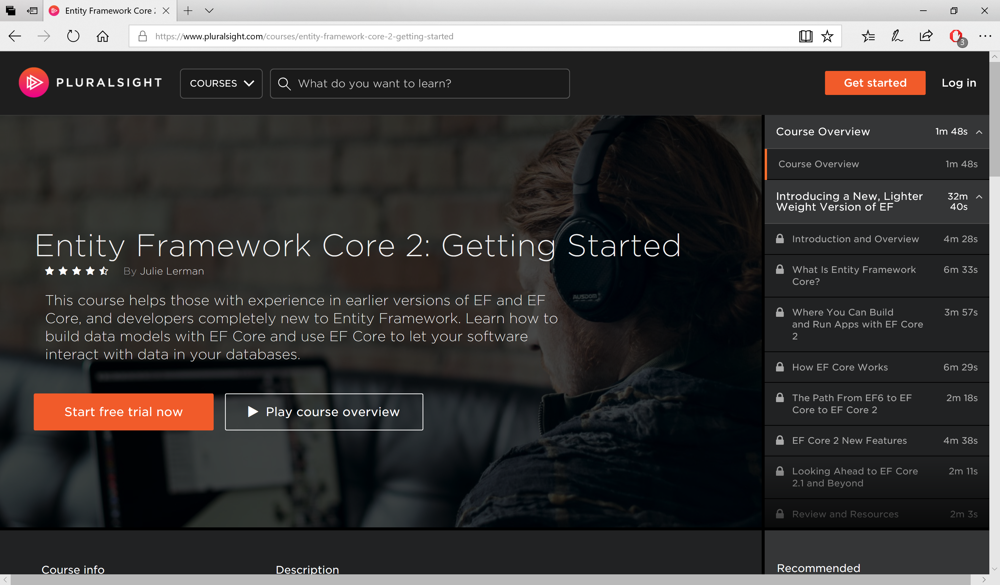 Entity Framework Core 2
https://www.pluralsight.com/courses/entity-framework-core-2-getting-started
3
PLURALSIGHT
COURSES
What do you want to learn?
Get started
Log in
Entity Framework Core 2: Getting Started
By Julie Lerman
This course helps those with experience in earlier versions of EF and EF
Core, and developers completely new to Entity Framework. Learn how to
build data models with EF Core and use EF Core to let your software
interact with data in your databases.
Start free trial now
Play course overview
AUSDOM
Course Overview 1m 48s
Course Overview 1m 48s
Introducing a New, Lighter 32m
Weight Version of EF 40s
Introduction and Overview 4m 28s
What Is Entity Framework 6m 33s
Core?
Where You Can Build 3m 57s
and Run Apps with EF Core
2
How EF Core Works 6m 29s
The Path From EF6 to EF 2m 18s
Core to EF Core 2
EF Core 2 New Features 4m 38s
Looking Ahead to EF Core 2m 11s
2.1 and Beyond
Review and Resources 2m 3s
Course info
Description
Recommended